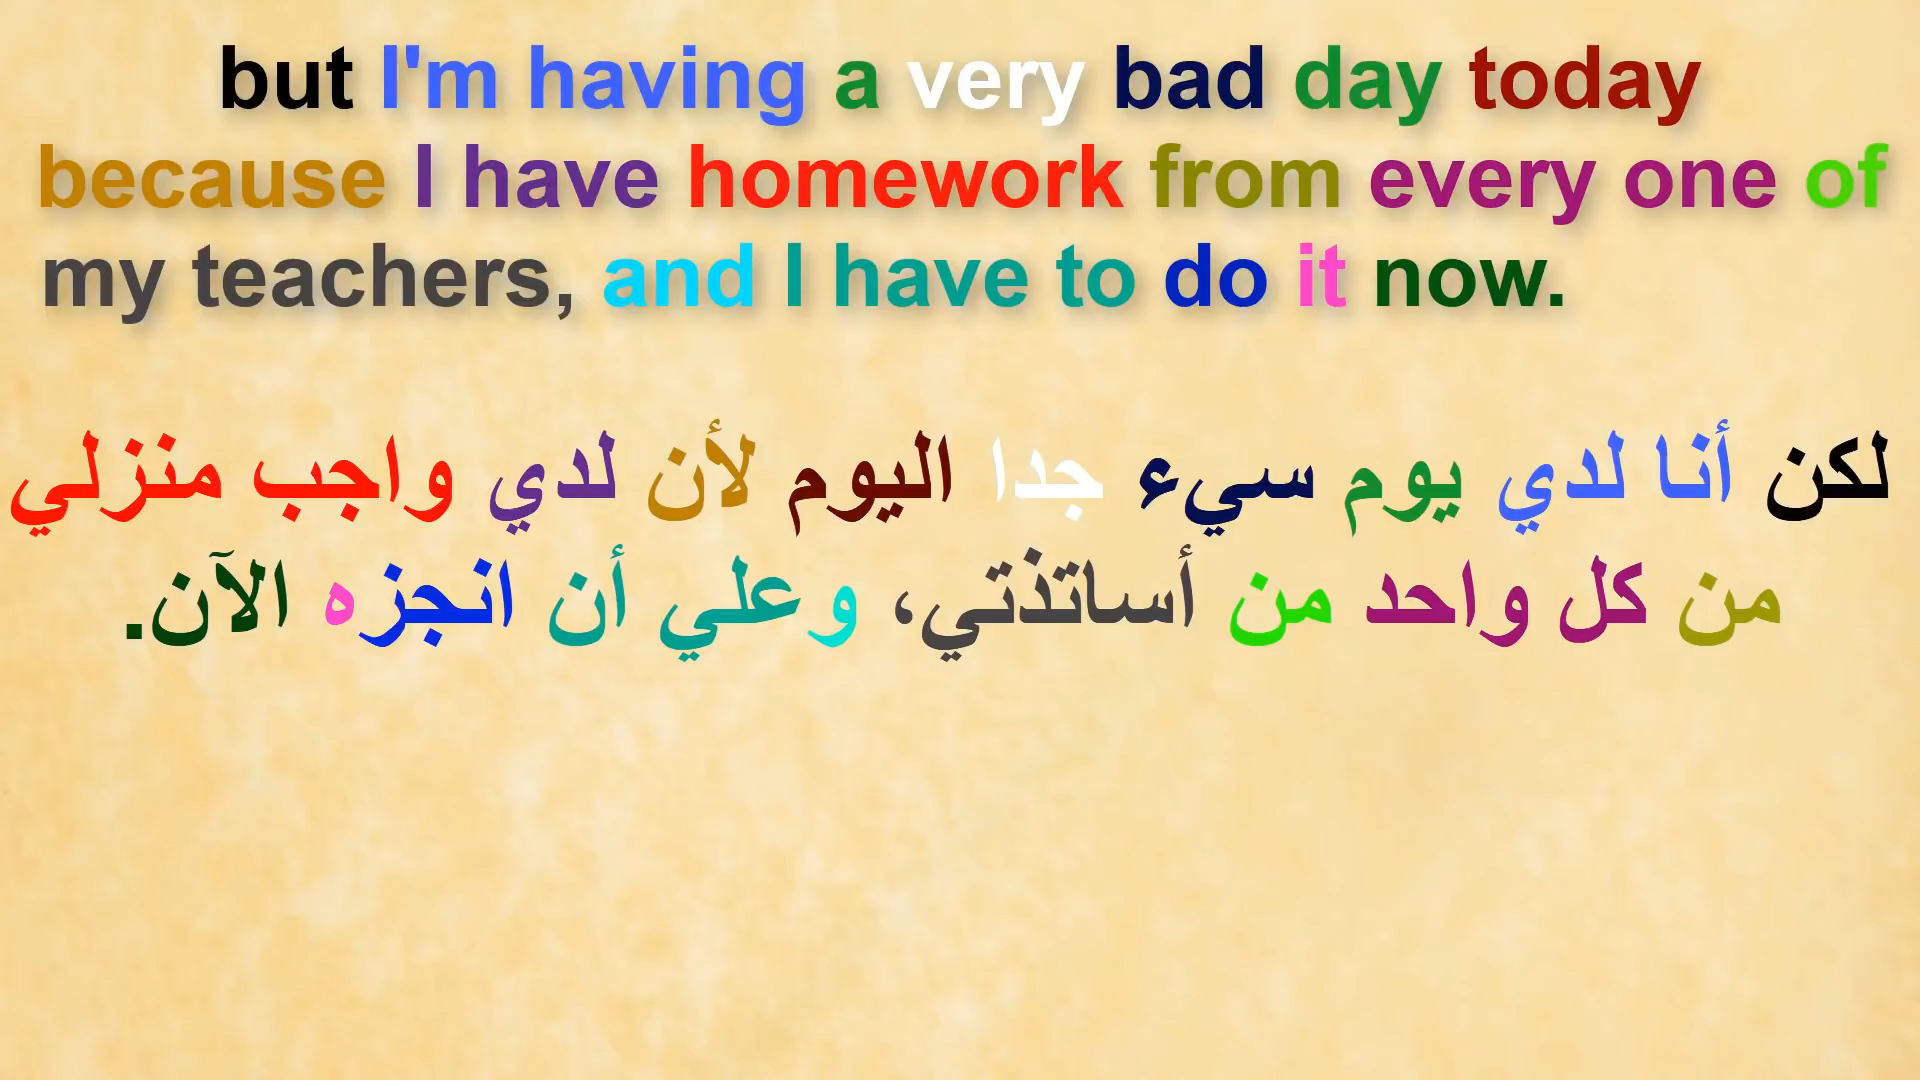 but I'm having a very bad day today
because I have homework from every one of
my teachers, and I have to do it now.
لكن أنا لدي يوم سيء جدا اليوم لأن لدي واجب منزلي
من كل واحد من أساتذتي، وعلي أن انجزه الآن.